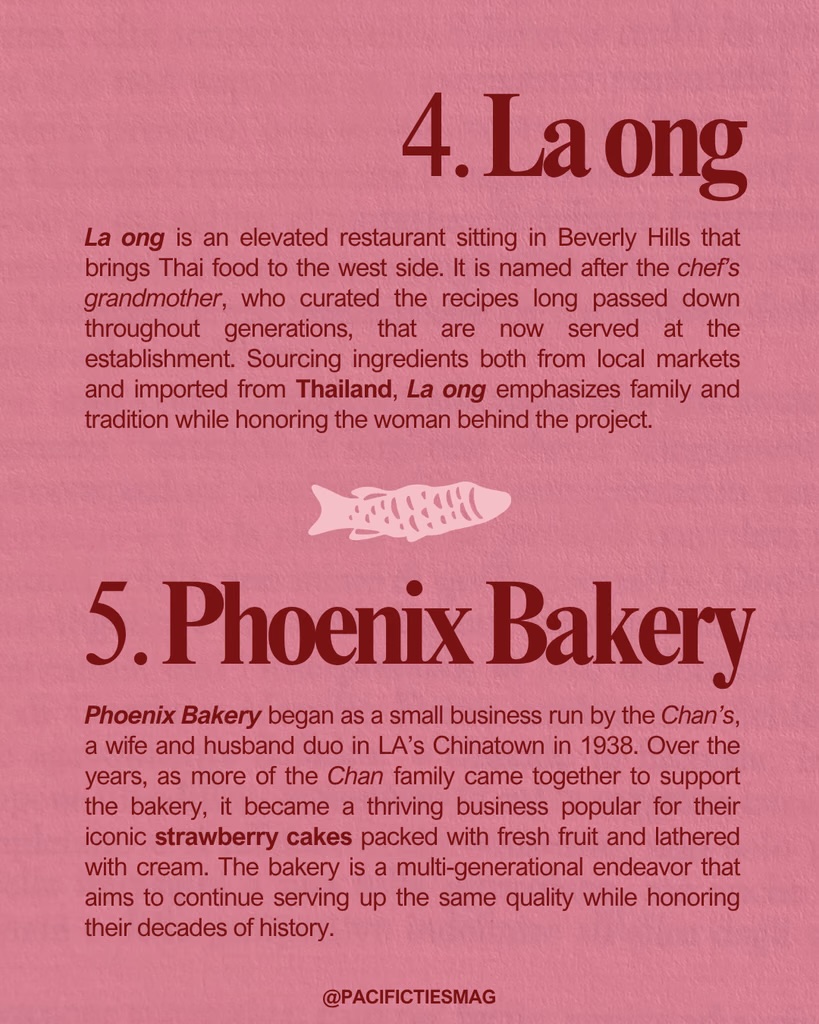 4. La ong
La ong is an elevated restaurant sitting in Beverly Hills that
brings Thai food to the west side. It is named after the chef’s
grandmother, who curated the recipes long passed down
throughout generations, that are now served at the
establishment. Sourcing ingredients both from local markets
and imported from Thailand, La ong emphasizes family and
tradition while honoring the woman behind the project.
5. Phoenix Bakery
Phoenix Bakery began as a small business run by the Chan’s,
a wife and husband duo in LA’s Chinatown in 1938. Over the
years, as more of the Chan family came together to support
the bakery, it became a thriving business popular for their
iconic strawberry cakes packed with fresh fruit and lathered
with cream. The bakery is a multi-generational endeavor that
aims to continue serving up the same quality while honoring
their decades of history.
@PACIFICTIESMAG